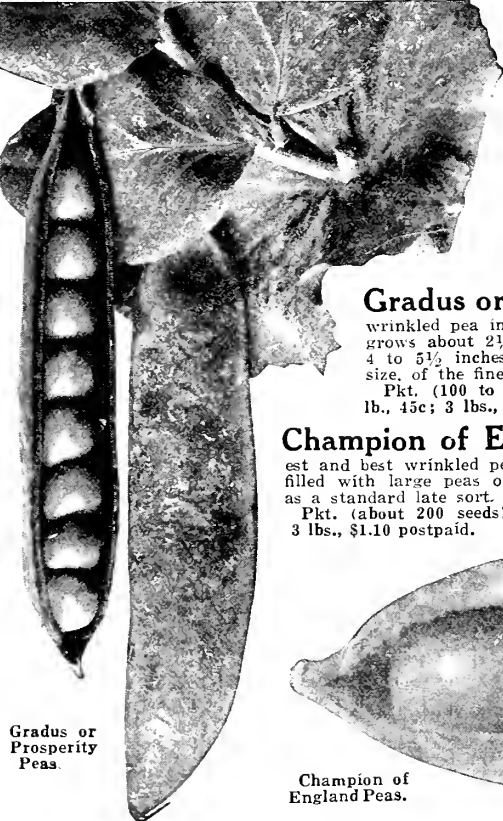 Gradus or
wrinkled pea in
grows about 2½
4 to 5½ inches
size, of the fine
Pkt. (100 to
lb., 45c; 3 lbs.,
Champion of E
est and best wrinkled pe
filled with large peas o
as a standard late sort.
Pkt. (about 200 seeds)
3 lbs., $1.10 postpaid.
Gradus or
Prosperity
Peas.
Champion of
England Peas.